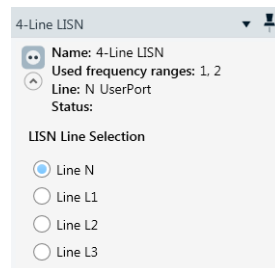 4-Line LISN
Name: 4-Line LISN
Used frequency ranges: 1, 2
Line: N UserPort
Status:
LISN Line Selection
Line N
Line L1
Line L2
Line L3